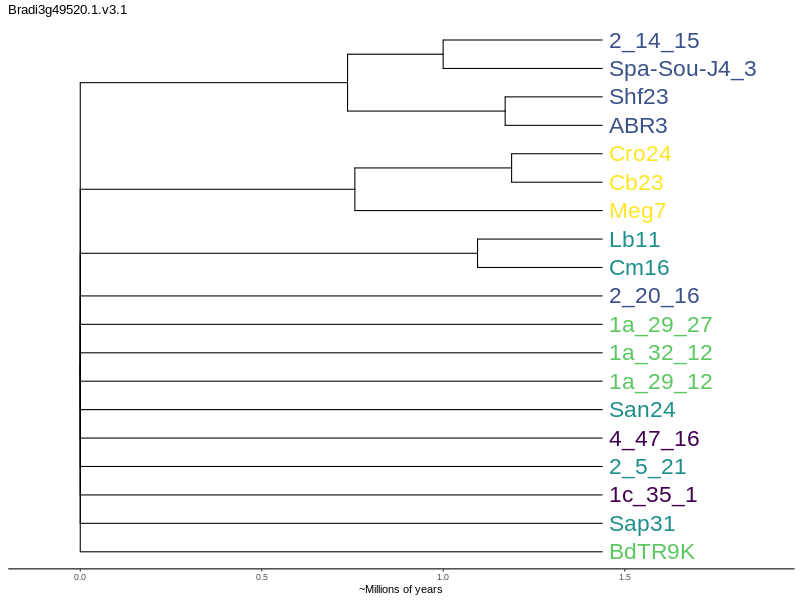 Bradi3g49520.1.v3.1
2_14_15
Spa-Sou-J4_3
Shf23
ABR3
Cro24
Cb23
Meg7
Lb11
Cm16
2_20_16
1a_29_27
1a_32_12
1a_29_12
San24
4_47_16
2_5_21
1c_35_1
Sap31
BdTR9K
0.0 0.5 1.0 1.5
~Millions of years